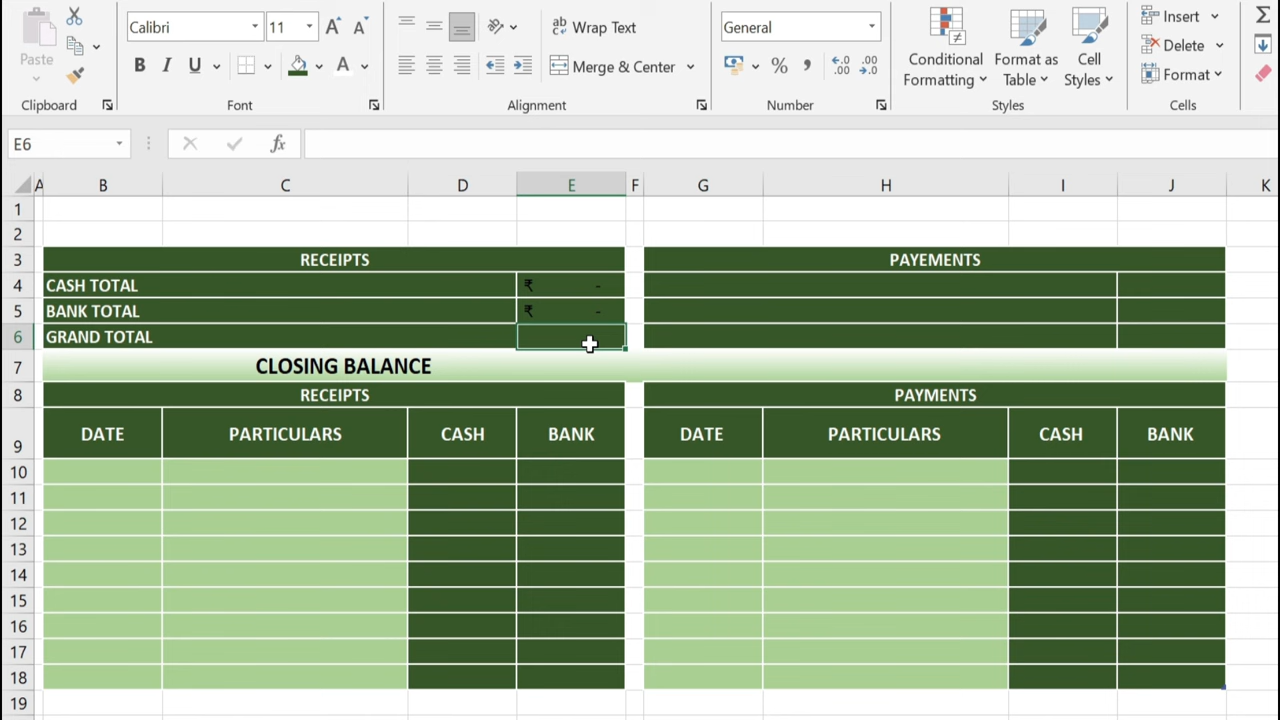 Calibri 11 A A ab Wrap Text General Insert Σ
Paste Conditional Format as Cell Delete
B I U A Merge & Center % , Formatting Table Styles Format
Clipboard Font Alignment Number Styles Cells
E6 fx
A B C D E F G H I J K
1
2
3 RECEIPTS PAYEMENTS
4 CASH TOTAL ₹ -
5 BANK TOTAL ₹ -
6 GRAND TOTAL
7 CLOSING BALANCE
8 RECEIPTS PAYMENTS
9 DATE PARTICULARS CASH BANK DATE PARTICULARS CASH BANK
10
11
12
13
14
15
16
17
18
19